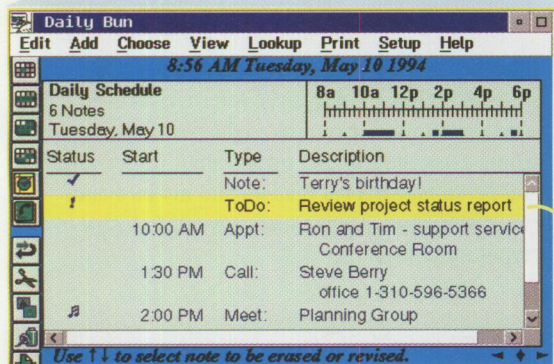 Daily Bun
Edit Add Choose View Lookup Print Setup Help
8:56 AM Tuesday, May 10 1994
Daily Schedule
6 Notes
Tuesday, May 10
8a 10a 12p 2p 4p 6p
Status Start Type Description
Note: Terry's birthday!
ToDo: Review project status report
10:00 AM Appt: Ron and Tim - support service
Conference Room
1:30 PM Call: Steve Berry
office 1-310-596-5366
2:00 PM Meet: Planning Group
Use ↑↓ to select note to be erased or revised.